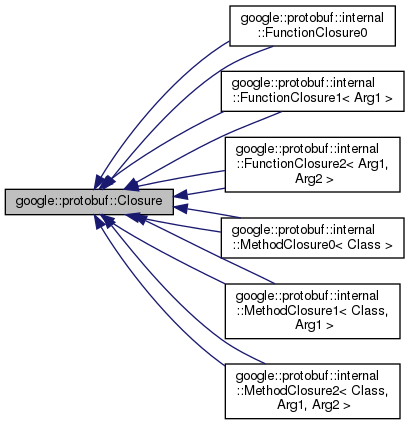 google::protobuf::internal
::FunctionClosure0
google::protobuf::internal
::FunctionClosure1< Arg1 >
google::protobuf::internal
::FunctionClosure2< Arg1,
Arg2 >
google::protobuf::Closure
google::protobuf::internal
::MethodClosure0< Class >
google::protobuf::internal
::MethodClosure1< Class,
Arg1 >
google::protobuf::internal
::MethodClosure2< Class,
Arg1, Arg2 >